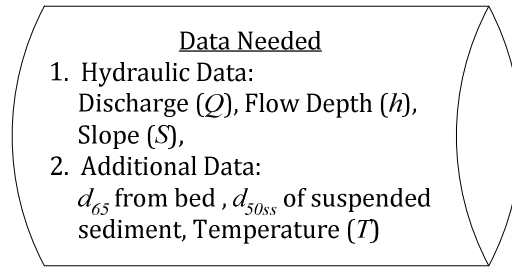 Data Needed
1. Hydraulic Data:
Discharge (Q), Flow Depth (h),
Slope (S),
2. Additional Data:
d65 from bed , d50ss of suspended
sediment, Temperature (T)